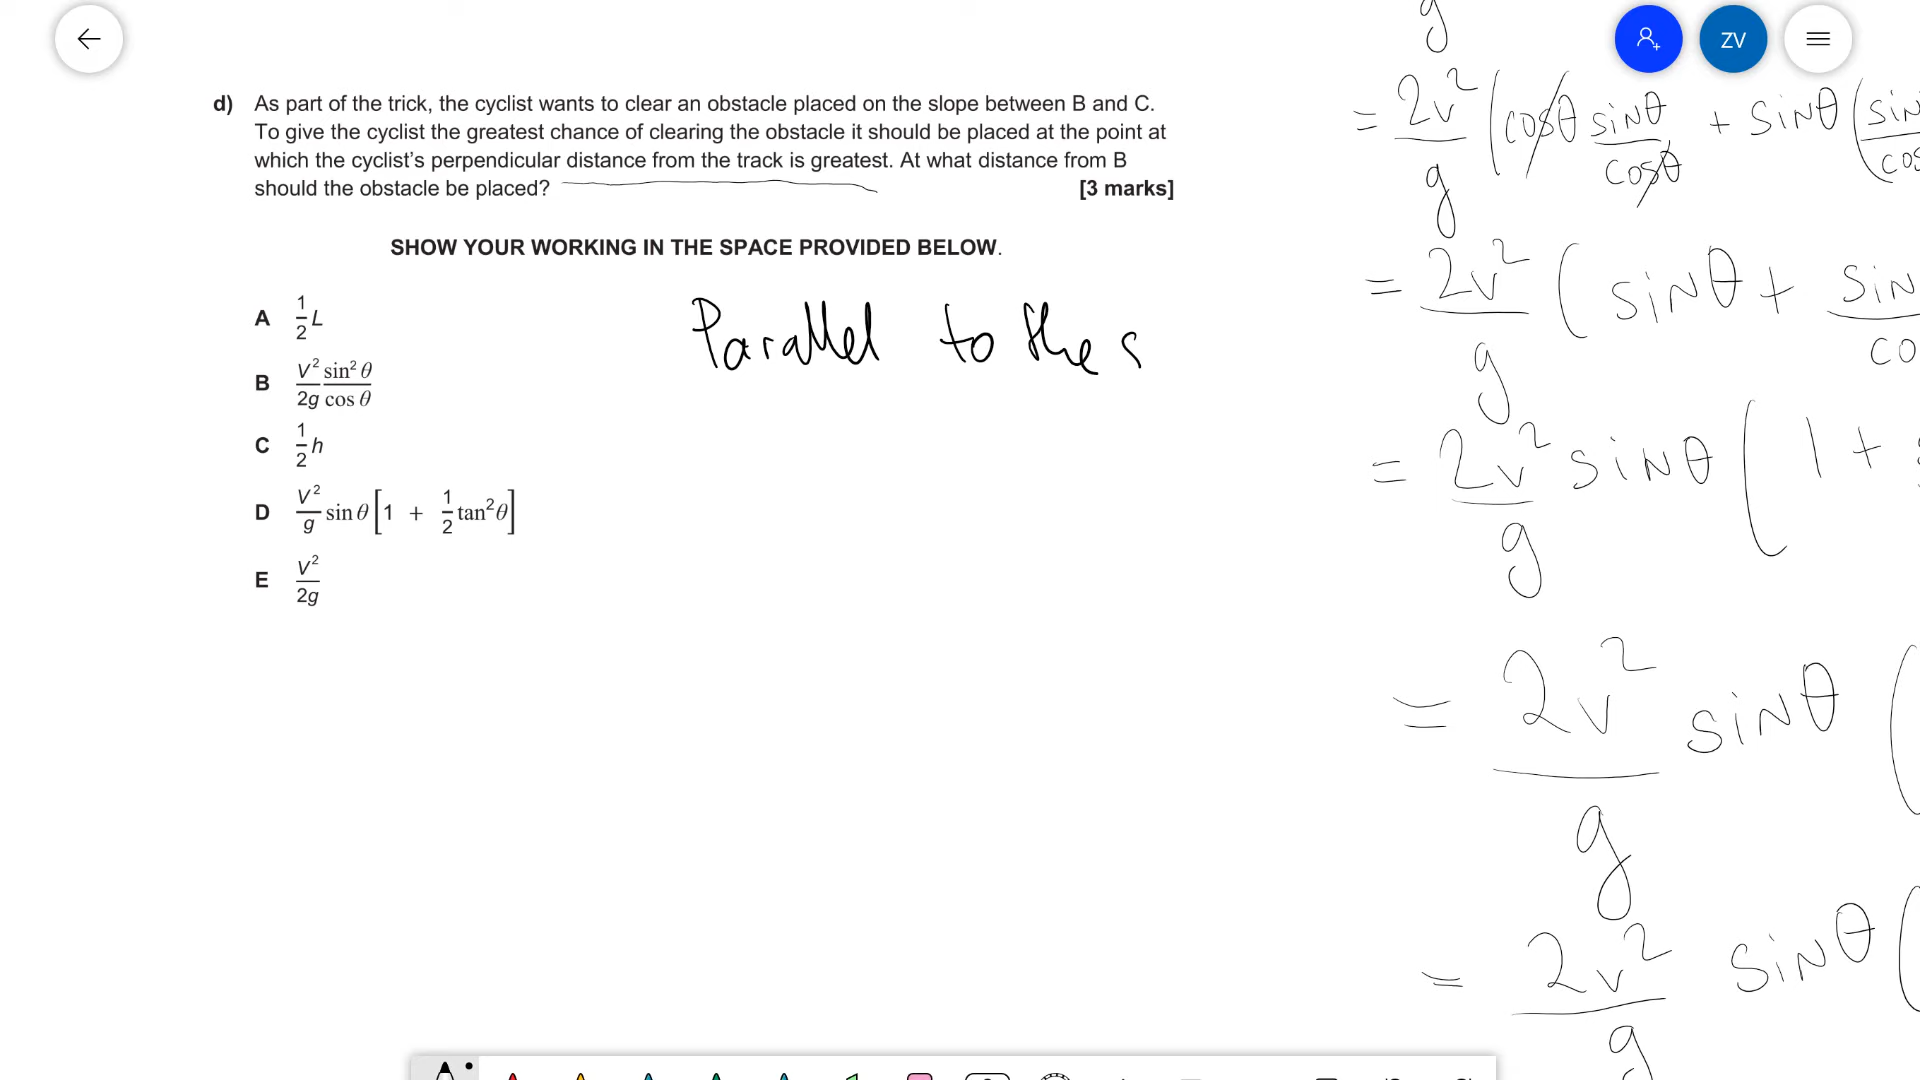 ZV
d) As part of the trick, the cyclist wants to clear an obstacle placed on the slope between B and C.
To give the cyclist the greatest chance of clearing the obstacle it should be placed at the point at
which the cyclist's perpendicular distance from the track is greatest. At what distance from B
should the obstacle be placed? [3 marks]
SHOW YOUR WORKING IN THE SPACE PROVIDED BELOW.
A 1/2 L
B V²/2g sin² θ/cos θ
C 1/2 h
D V²/g sin θ [1 + 1/2 tan² θ]
E V²/2g
Parallel to the s
g
= 2v²/g (cosθ sinθ/cosθ + sinθ (sin
cos
= 2v²/g ( sinθ + sin
co
= 2v²/g sinθ ( 1 +
= 2v²/g sinθ (
= 2v²/g sinθ (